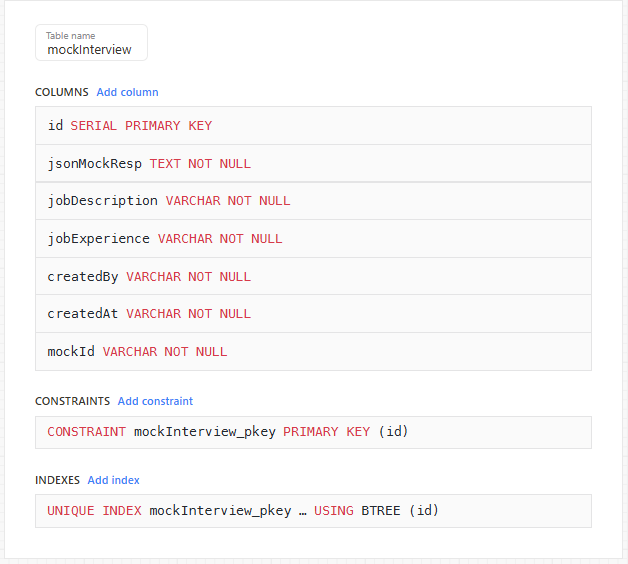 Table name
mockInterview
COLUMNS Add column
id SERIAL PRIMARY KEY
jsonMockResp TEXT NOT NULL
jobDescription VARCHAR NOT NULL
jobExperience VARCHAR NOT NULL
createdBy VARCHAR NOT NULL
createdAt VARCHAR NOT NULL
mockId VARCHAR NOT NULL
CONSTRAINTS Add constraint
CONSTRAINT mockInterview_pkey PRIMARY KEY (id)
INDEXES Add index
UNIQUE INDEX mockInterview_pkey … USING BTREE (id)